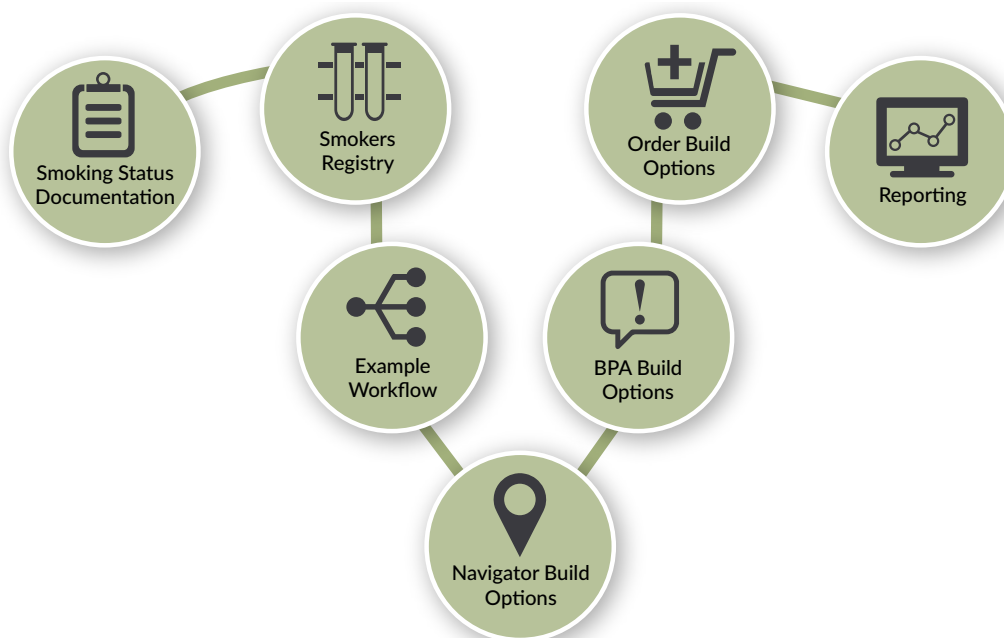 Smoking Status
Documentation
Smokers
Registry
Example
Workflow
Navigator Build
Options
BPA Build
Options
Order Build
Options
Reporting